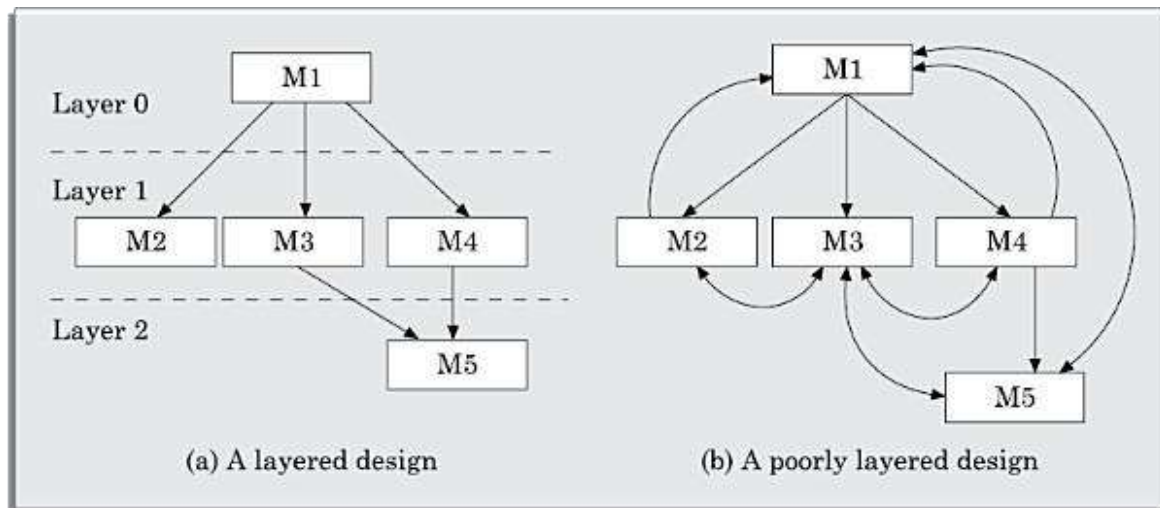 M1
Layer 0
Layer 1
M2
M3
M4
Layer 2
M5
(a) A layered design
M1
M2
M3
M4
M5
(b) A poorly layered design